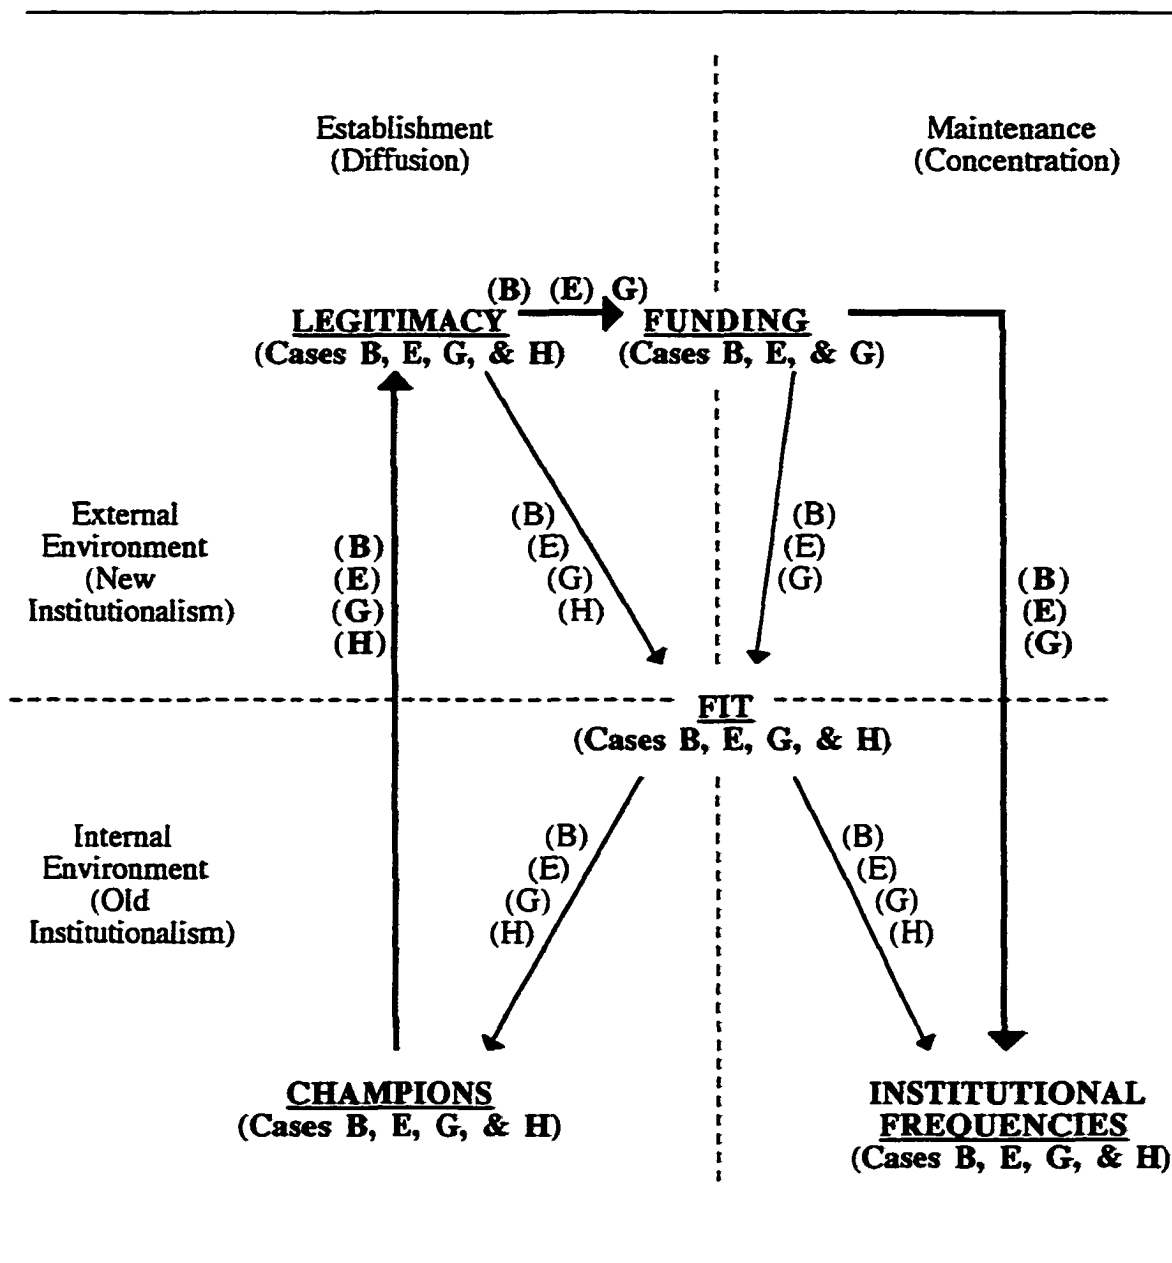 Establishment
(Diffusion)
Maintenance
(Concentration)
(B) (E) G)
LEGITIMACY
(Cases B, E, G, & H)
FUNDING
(Cases B, E, & G)
External
Environment
(New
Institutionalism)
(B)
(E)
(G)
(H)
(B)
(E)
(G)
(H)
(B)
(E)
(G)
(B)
(E)
(G)
FIT
(Cases B, E, G, & H)
Internal
Environment
(Old
Institutionalism)
(B)
(E)
(G)
(H)
(B)
(E)
(G)
(H)
CHAMPIONS
(Cases B, E, G, & H)
INSTITUTIONAL
FREQUENCIES
(Cases B, E, G, & H)